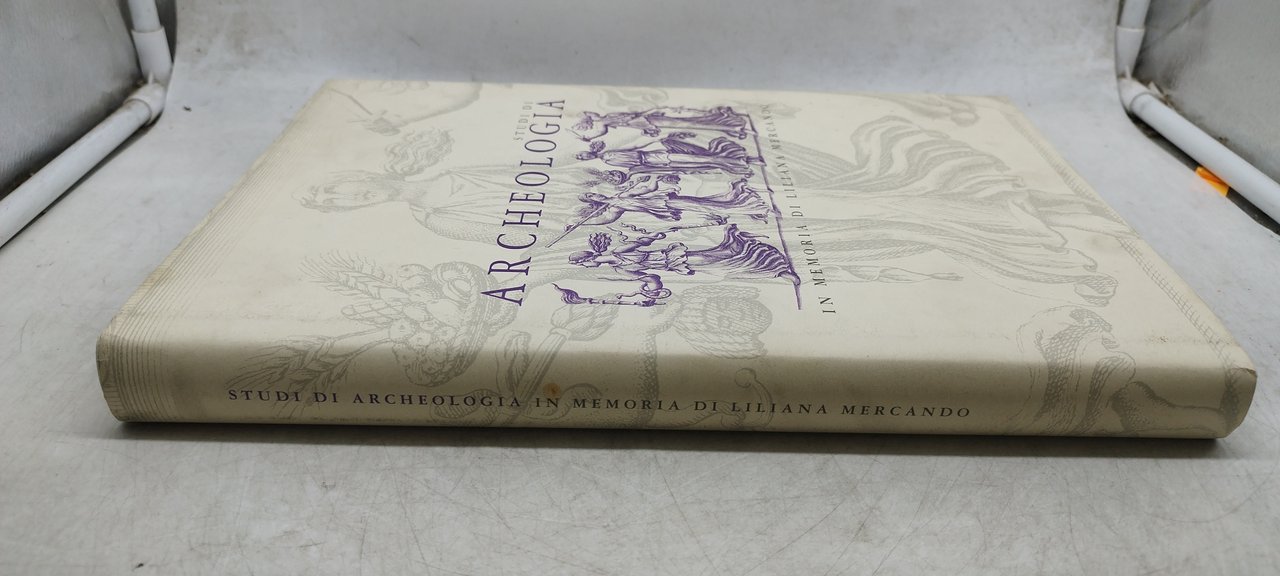 STUDI DI
ARCHEOLOGIA
IN MEMORIA DI LILIANA MERCANDO
STUDI DI ARCHEOLOGIA IN MEMORIA DI LILIANA MERCANDO